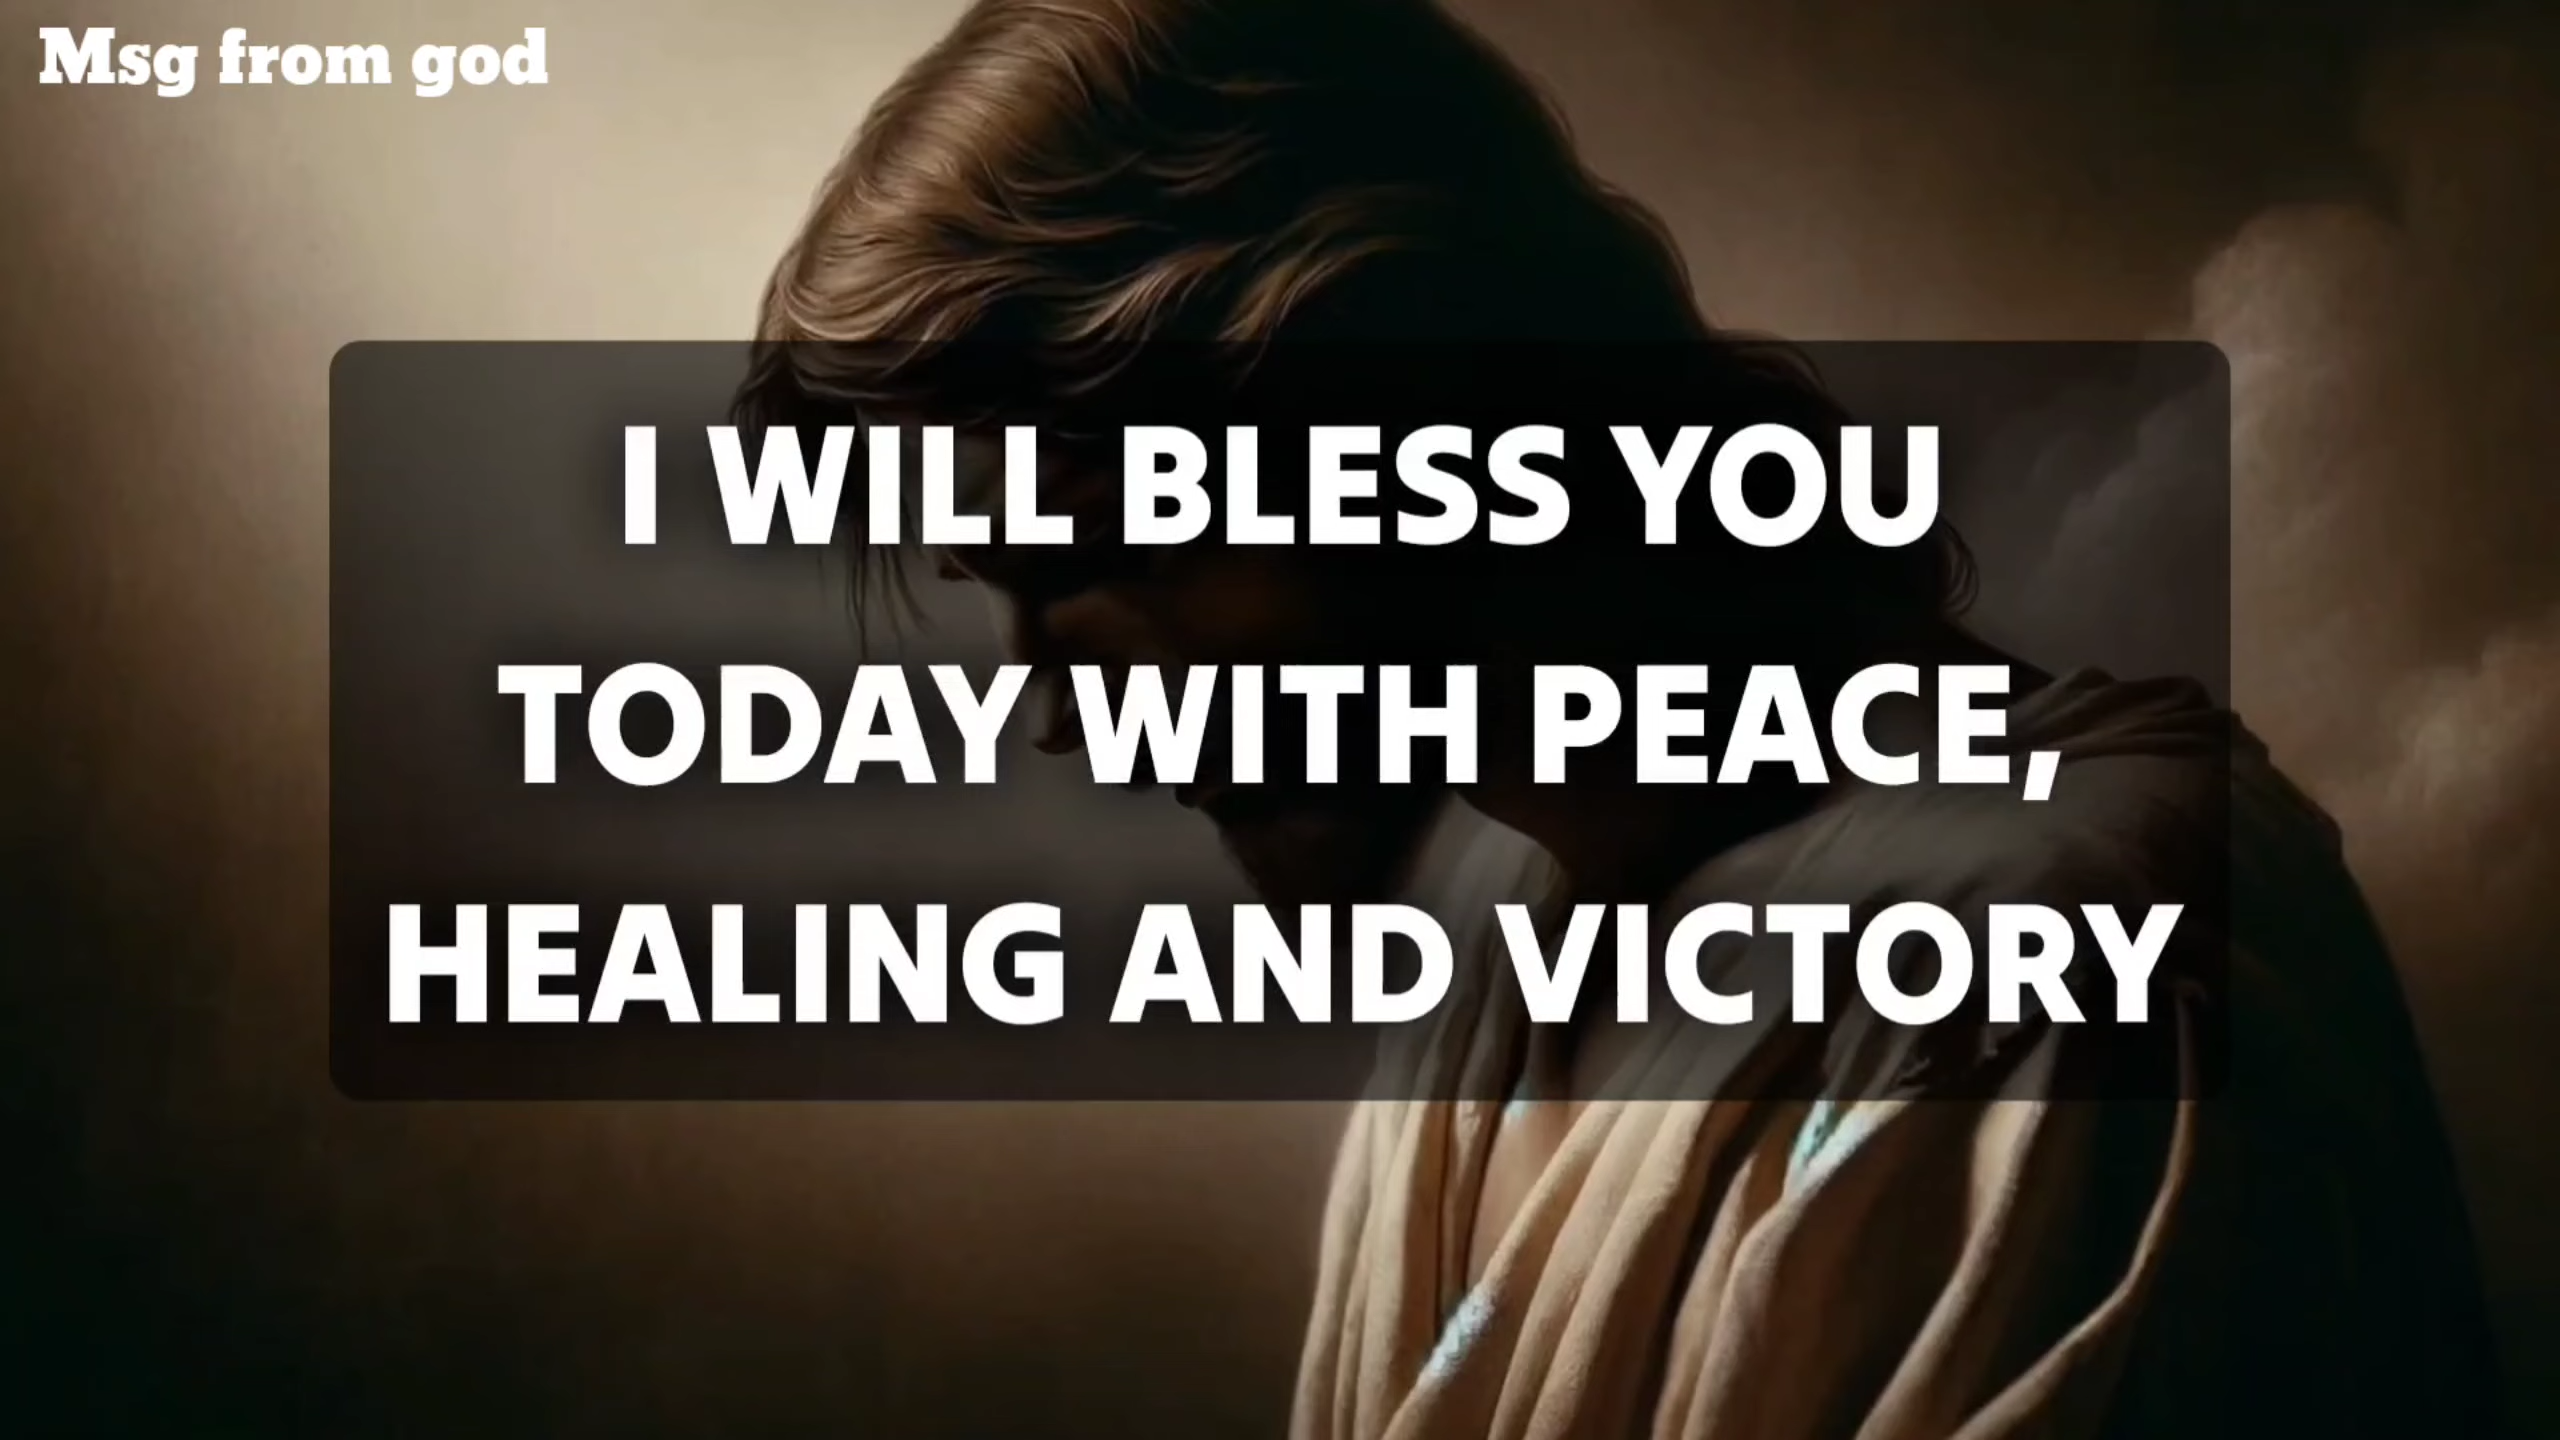 Msg from god
I WILL BLESS YOU
TODAY WITH PEACE,
HEALING AND VICTORY